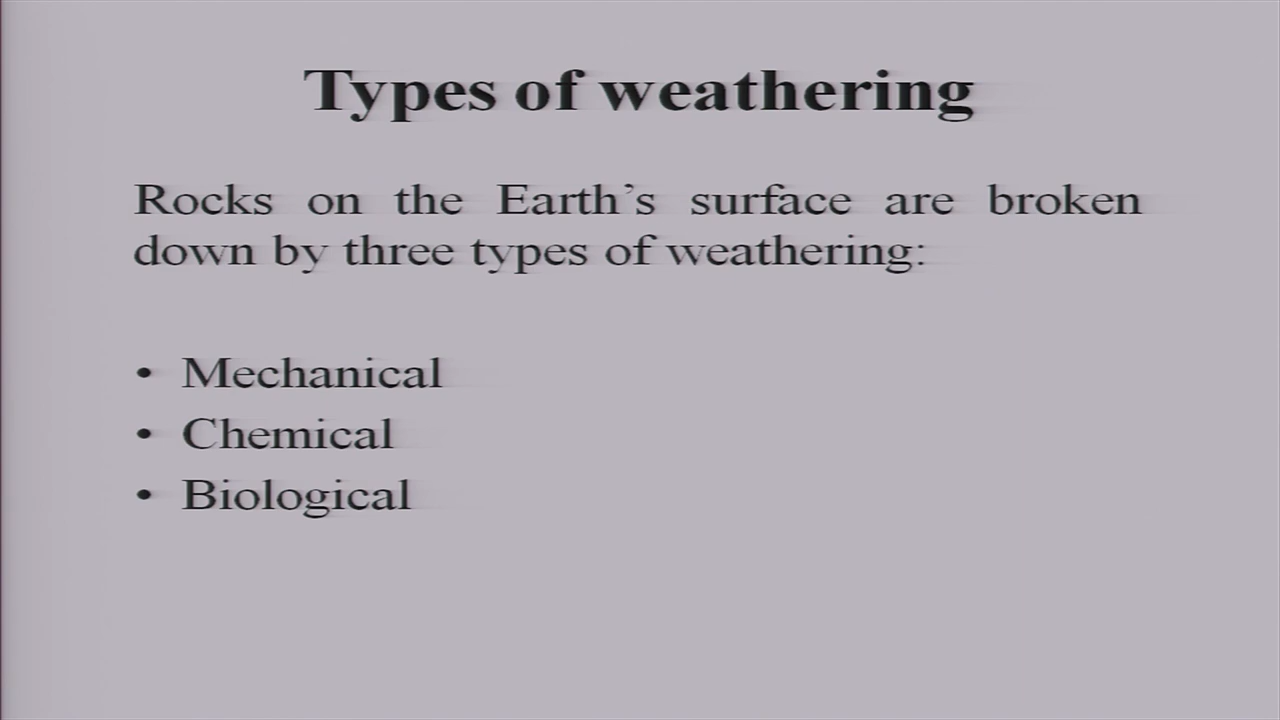 Types of weathering
Rocks on the Earth’s surface are broken
down by three types of weathering:
• Mechanical
• Chemical
• Biological